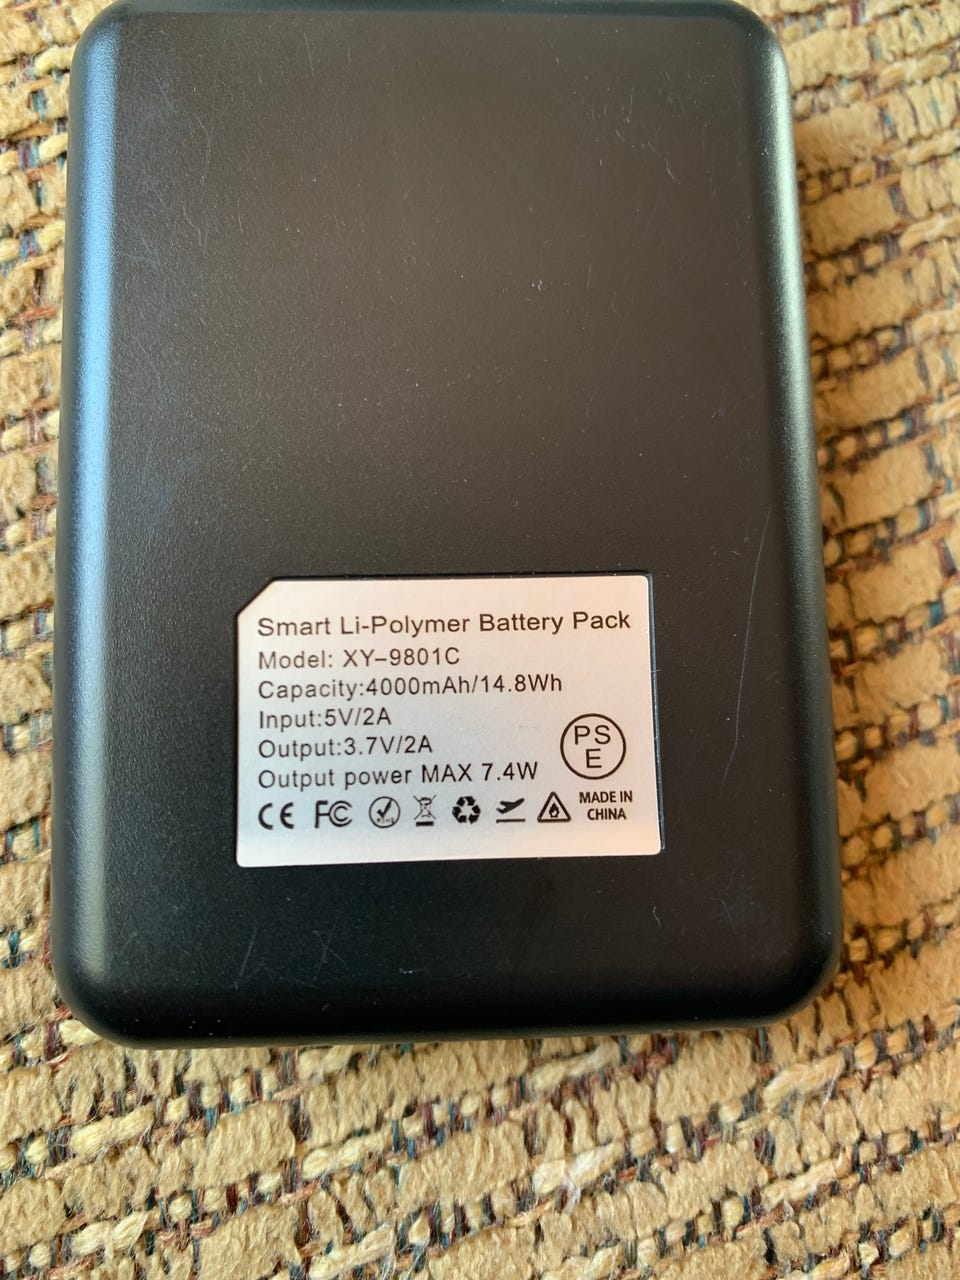 Smart Li-Polymer Battery Pack
Model: XY-9801C
Capacity:4000mAh/14.8Wh
Input:5V/2A
Output:3.7V/2A
Output power MAX 7.4W
PS
E
CE FC
MADE IN
CHINA